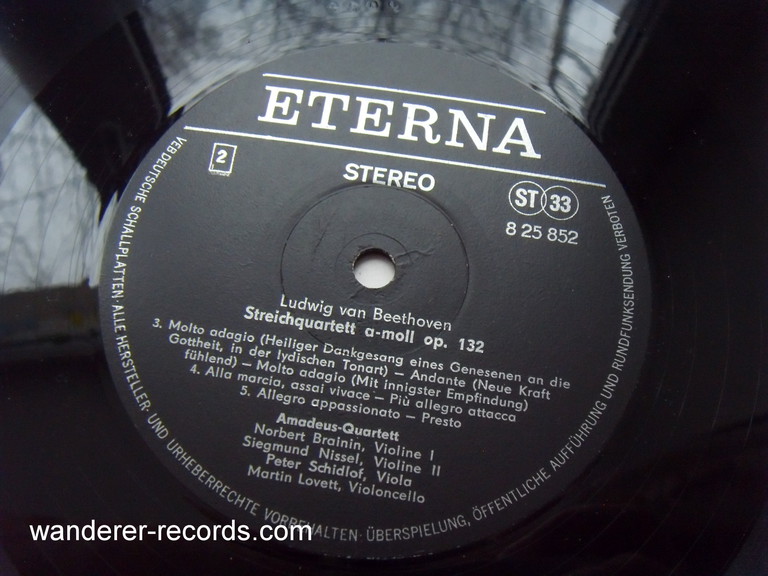 ETERNA
2
STEREO
ST 33
8 25 852
Ludwig van Beethoven
Streichquartett a-moll op. 132
3. Molto adagio (Heiliger Dankgesang eines Genesenen an die
Gottheit, in der lydischen Tonart) – Andante (Neue Kraft
fühlend) – Molto adagio (Mit innigster Empfindung)
4. Alla marcia, assai vivace – Più allegro attacca
5. Allegro appassionato – Presto
Amadeus-Quartett
Norbert Brainin, Violine I
Siegmund Nissel, Violine II
Peter Schidlof, Viola
Martin Lovett, Violoncello
VEB DEUTSCHE SCHALLPLATTEN · ALLE HERSTELLER- UND URHEBERRECHTE VORBEHALTEN · ÜBERSPIELUNG, ÖFFENTLICHE AUFFÜHRUNG UND RUNDFUNKSENDUNG VERBOTEN
wanderer-records.com